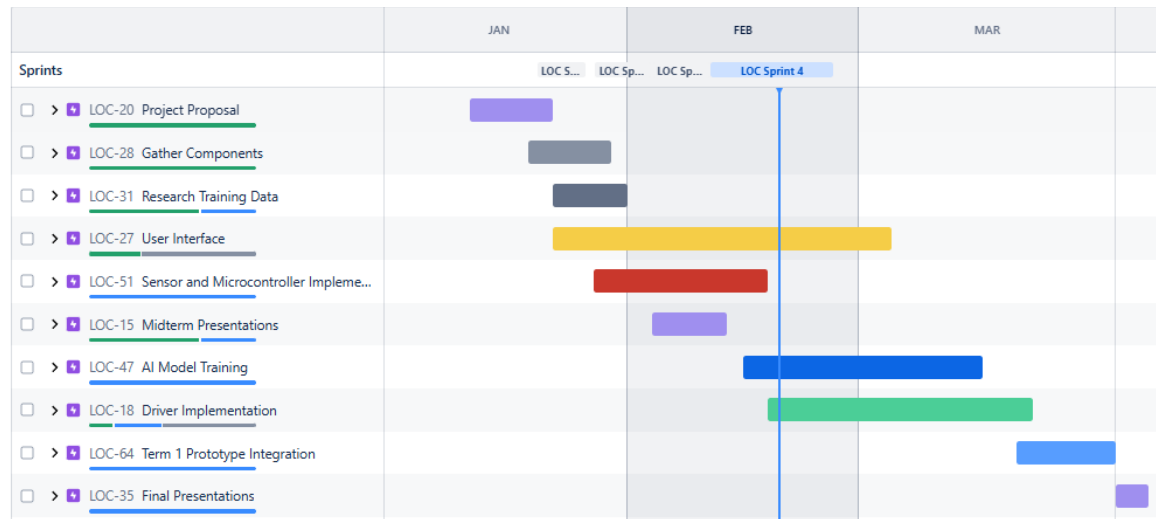 JAN FEB MAR
Sprints LOC S... LOC Sp... LOC Sp... LOC Sprint 4
LOC-20 Project Proposal
LOC-28 Gather Components
LOC-31 Research Training Data
LOC-27 User Interface
LOC-51 Sensor and Microcontroller Impleme...
LOC-15 Midterm Presentations
LOC-47 AI Model Training
LOC-18 Driver Implementation
LOC-64 Term 1 Prototype Integration
LOC-35 Final Presentations